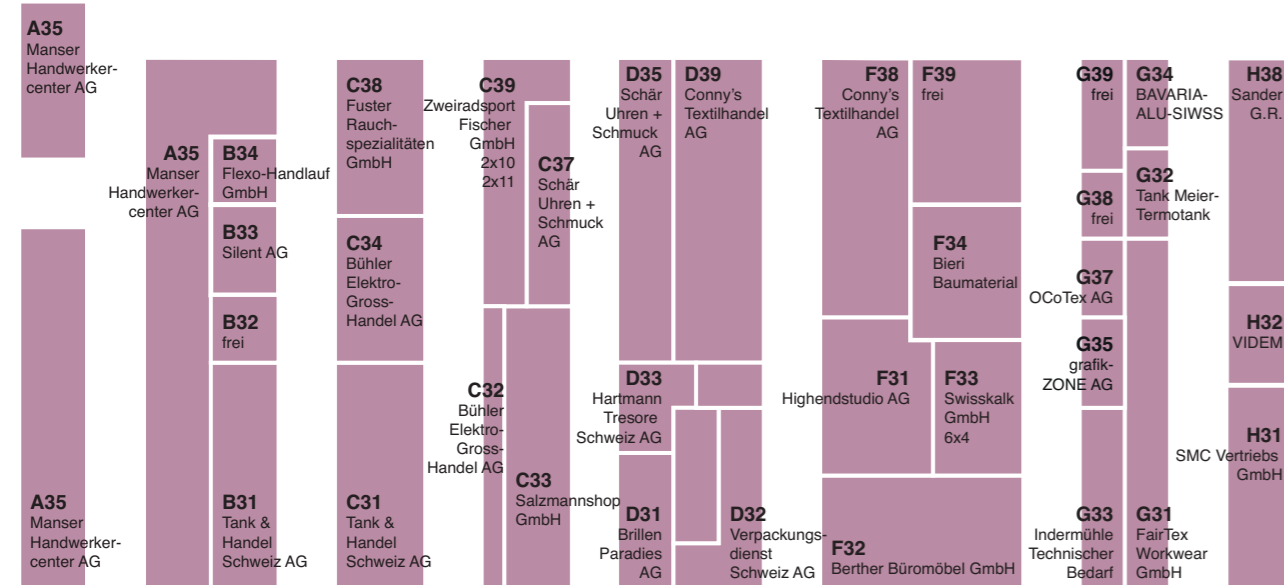 A35
Manser
Handwerker-
center AG
A35
Manser
Handwerker-
center AG
A35
Manser
Handwerker-
center AG
B34
Flexo-Handlauf
GmbH
B33
Silent AG
B32
frei
B31
Tank &
Handel
Schweiz AG
C38
Fuster
Rauch-
spezialitäten
GmbH
C34
Bühler
Elektro-
Gross-
Handel AG
C31
Tank &
Handel
Schweiz AG
C39
Zweiradsport
Fischer
GmbH
2x10
2x11
C37
Schär
Uhren +
Schmuck
AG
C32
Bühler
Elektro-
Gross-
Handel AG
C33
Salzmannshop
GmbH
D35
Schär
Uhren +
Schmuck
AG
D39
Conny's
Textilhandel
AG
D33
Hartmann
Tresore
Schweiz AG
D31
Brillen
Paradies
AG
D32
Verpackungs-
dienst
Schweiz AG
F38
Conny's
Textilhandel
AG
F39
frei
F34
Bieri
Baumaterial
F31
Highendstudio AG
F33
Swisskalk
GmbH
6x4
F32
Berther Büromöbel GmbH
G39
frei
G38
frei
G37
OCoTex AG
G35
grafik-
ZONE AG
G33
Indermühle
Technischer
Bedarf
G34
BAVARIA-
ALU-SIWSS
G32
Tank Meier-
Termotank
G31
FairTex
Workwear
GmbH
H38
Sander
G.R.
H32
VIDEM
H31
SMC Vertriebs
GmbH